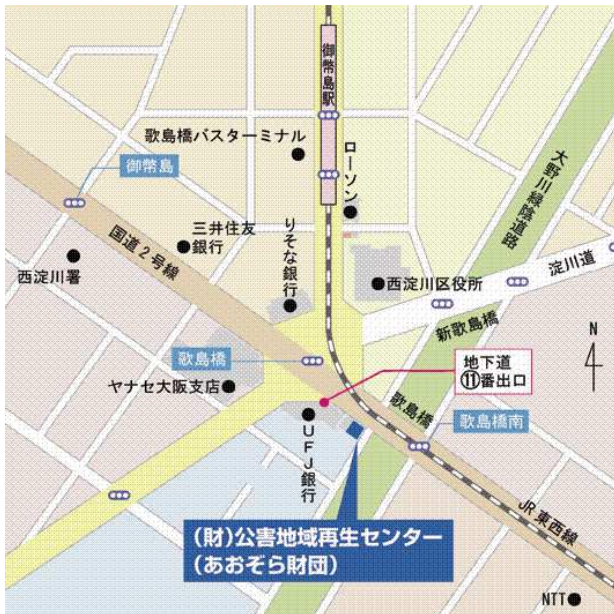 御幣島駅
歌島橋バスターミナル
ローソン
大野川緑陰道路
御幣島
国道2号線
三井住友
銀行
りそな銀行
西淀川署
西淀川区役所
淀川道
新歌島橋
N
歌島橋
地下道
⑪番出口
ヤナセ大阪支店
歌島橋
歌島橋南
UFJ銀行
JR東西線
(財)公害地域再生センター
(あおぞら財団)
NTT